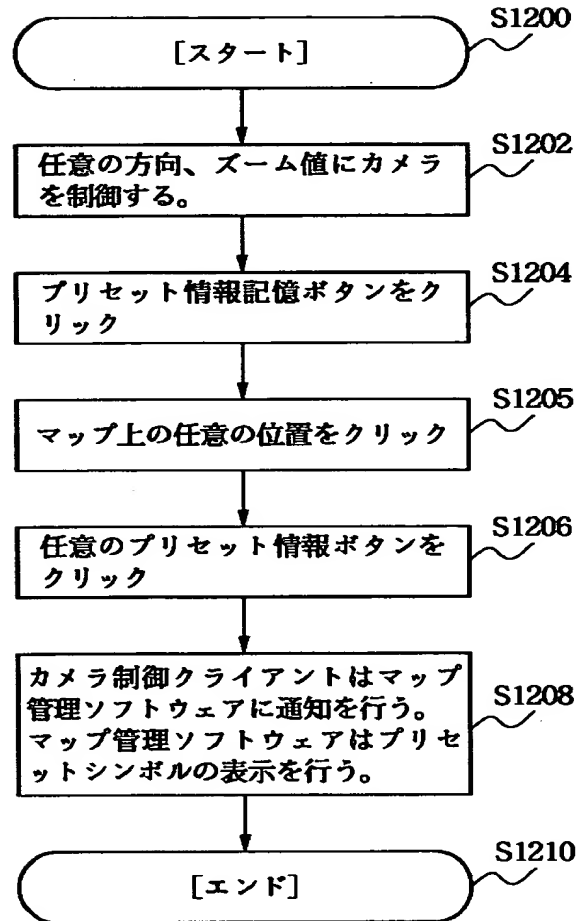 S1200
[スタート]
S1202
任意の方向、ズーム値にカメラ
を制御する。
S1204
プリセット情報記憶ボタンをク
リック
S1205
マップ上の任意の位置をクリック
S1206
任意のプリセット情報ボタンを
クリック
カメラ制御クライアントはマップ
管理ソフトウェアに通知を行う。
S1208
マップ管理ソフトウェアはプリセ
ットシンボルの表示を行う。
S1210
[エンド]